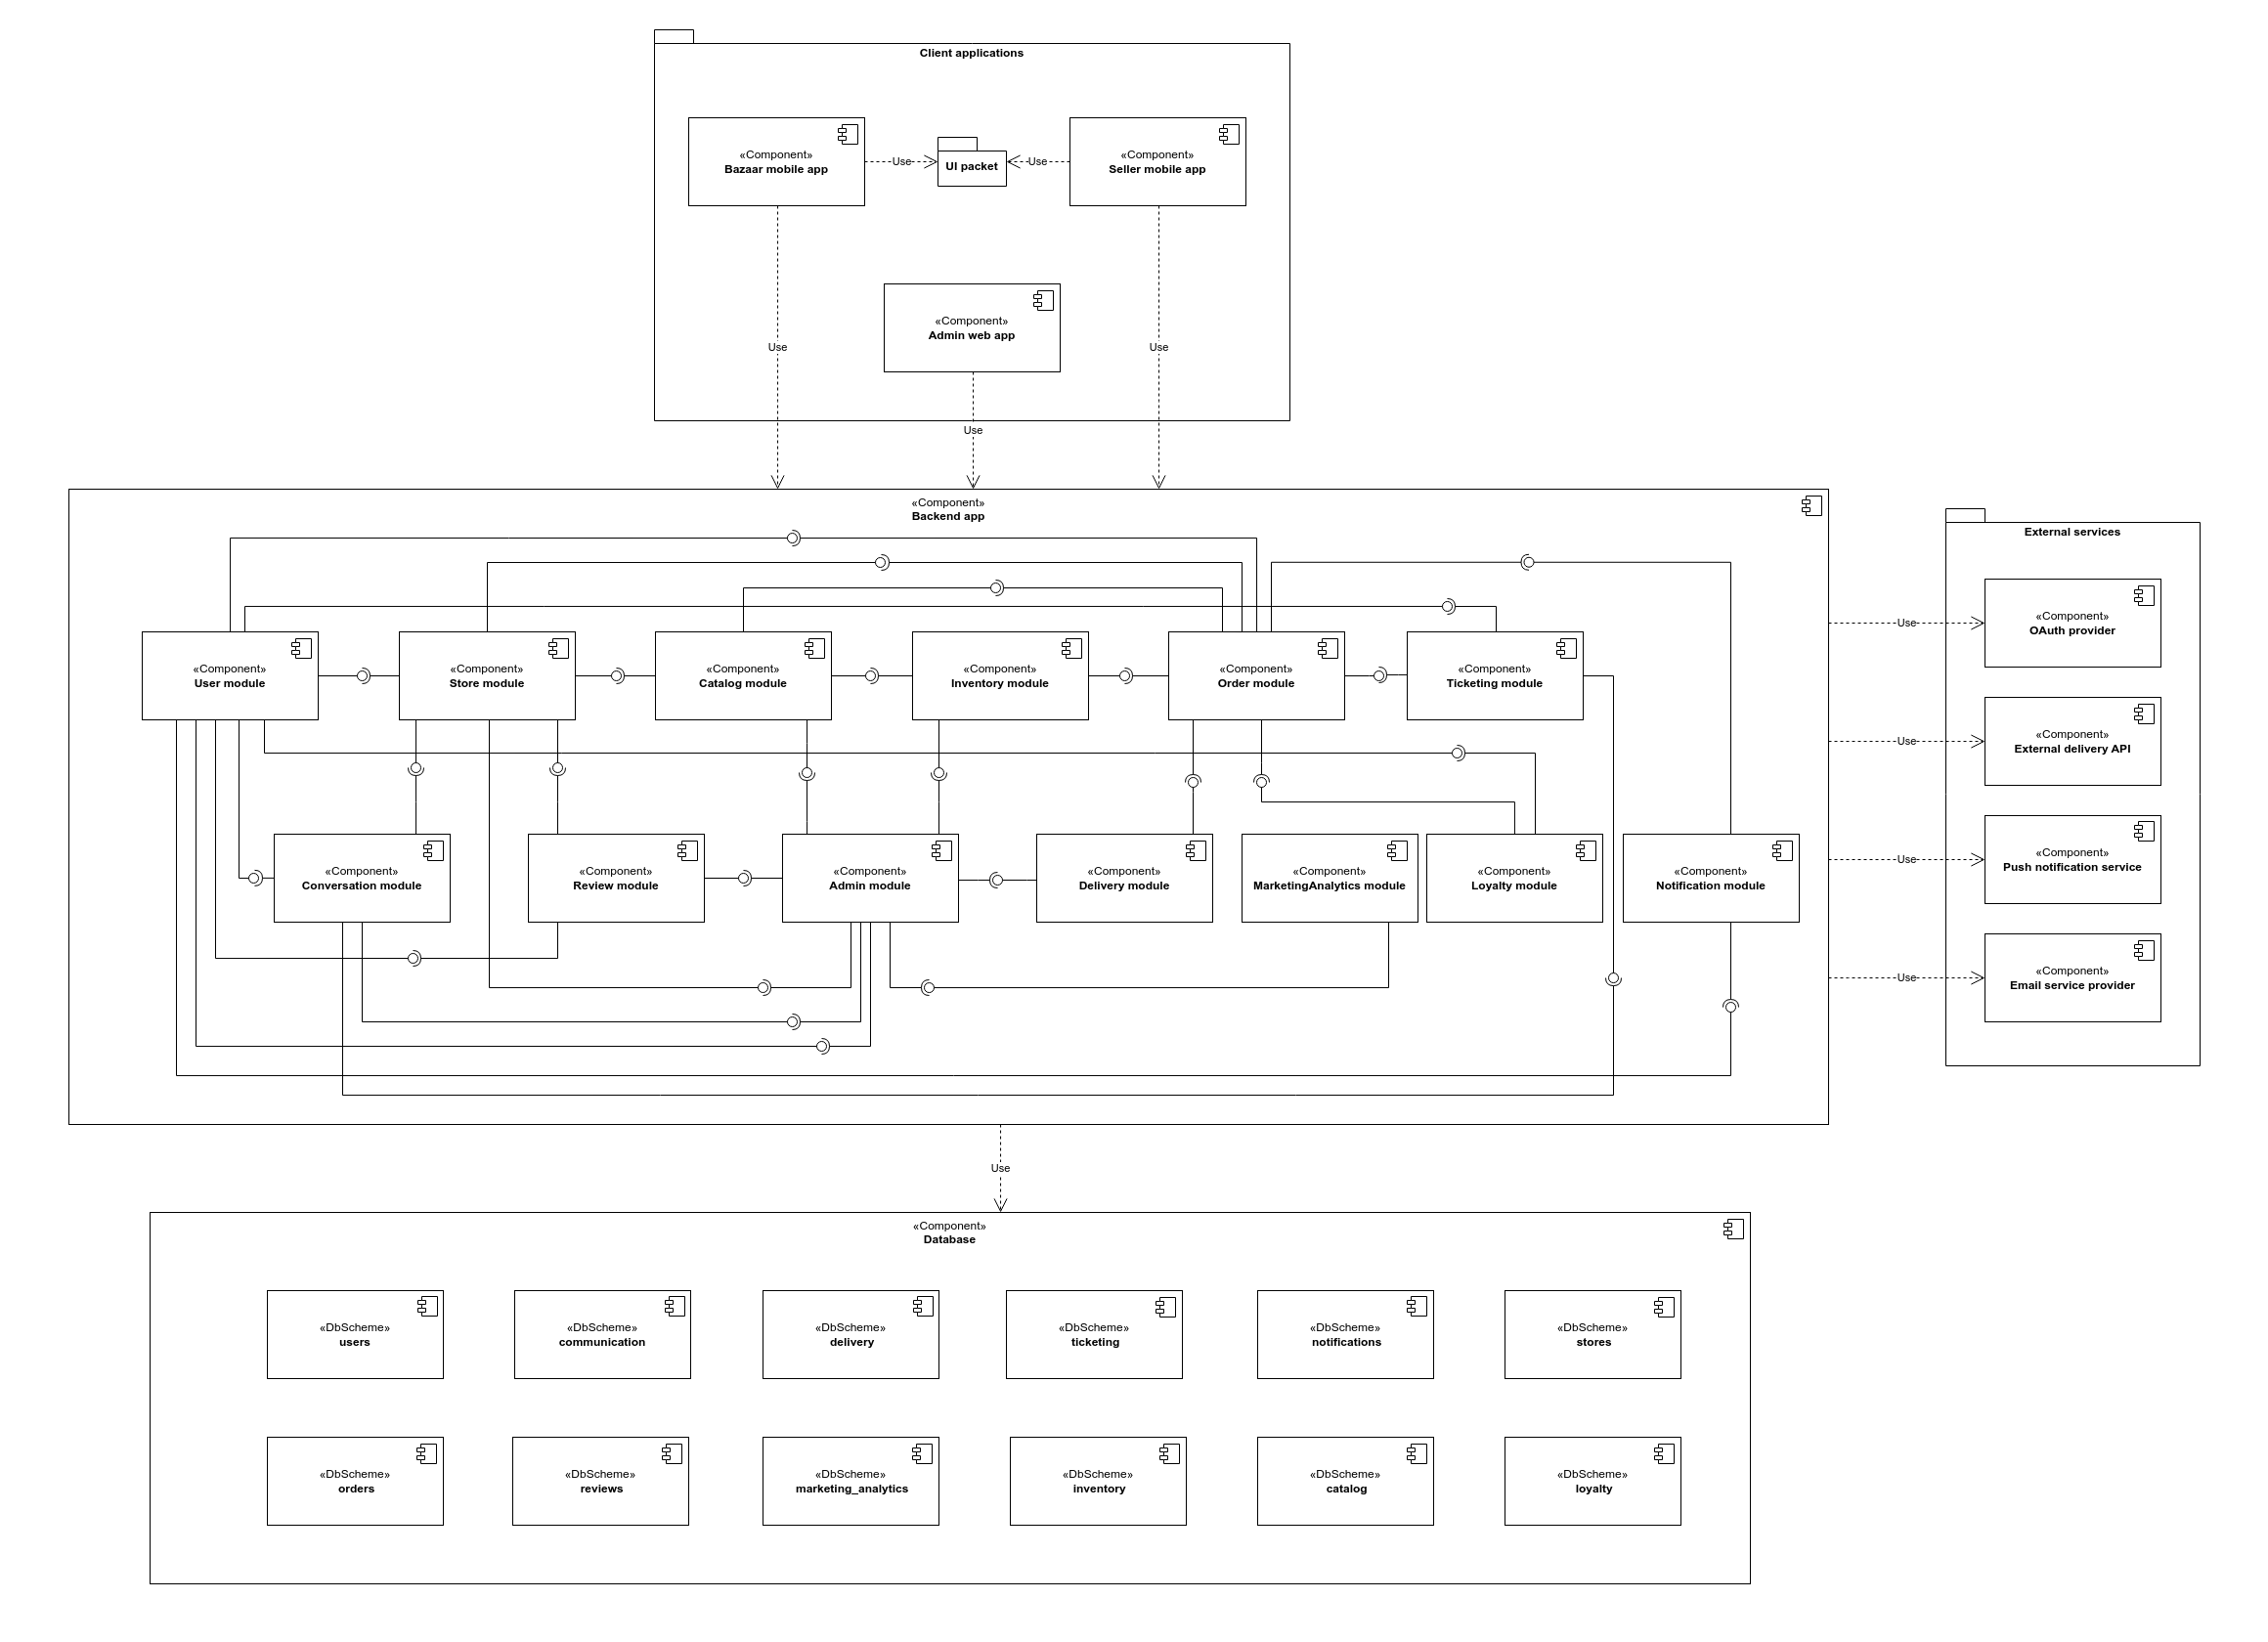 Client applications
«Component»
Bazaar mobile app
Use
UI packet
Use
«Component»
Seller mobile app
«Component»
Admin web app
Use
Use
Use
«Component»
Backend app
«Component»
User module
«Component»
Store module
«Component»
Catalog module
«Component»
Inventory module
«Component»
Order module
«Component»
Ticketing module
«Component»
Conversation module
«Component»
Review module
«Component»
Admin module
«Component»
Delivery module
«Component»
MarketingAnalytics module
«Component»
Loyalty module
«Component»
Notification module
External services
Use
«Component»
OAuth provider
Use
«Component»
External delivery API
Use
«Component»
Push notification service
Use
«Component»
Email service provider
Use
«Component»
Database
«DbScheme»
users
«DbScheme»
communication
«DbScheme»
delivery
«DbScheme»
ticketing
«DbScheme»
notifications
«DbScheme»
stores
«DbScheme»
orders
«DbScheme»
reviews
«DbScheme»
marketing_analytics
«DbScheme»
inventory
«DbScheme»
catalog
«DbScheme»
loyalty